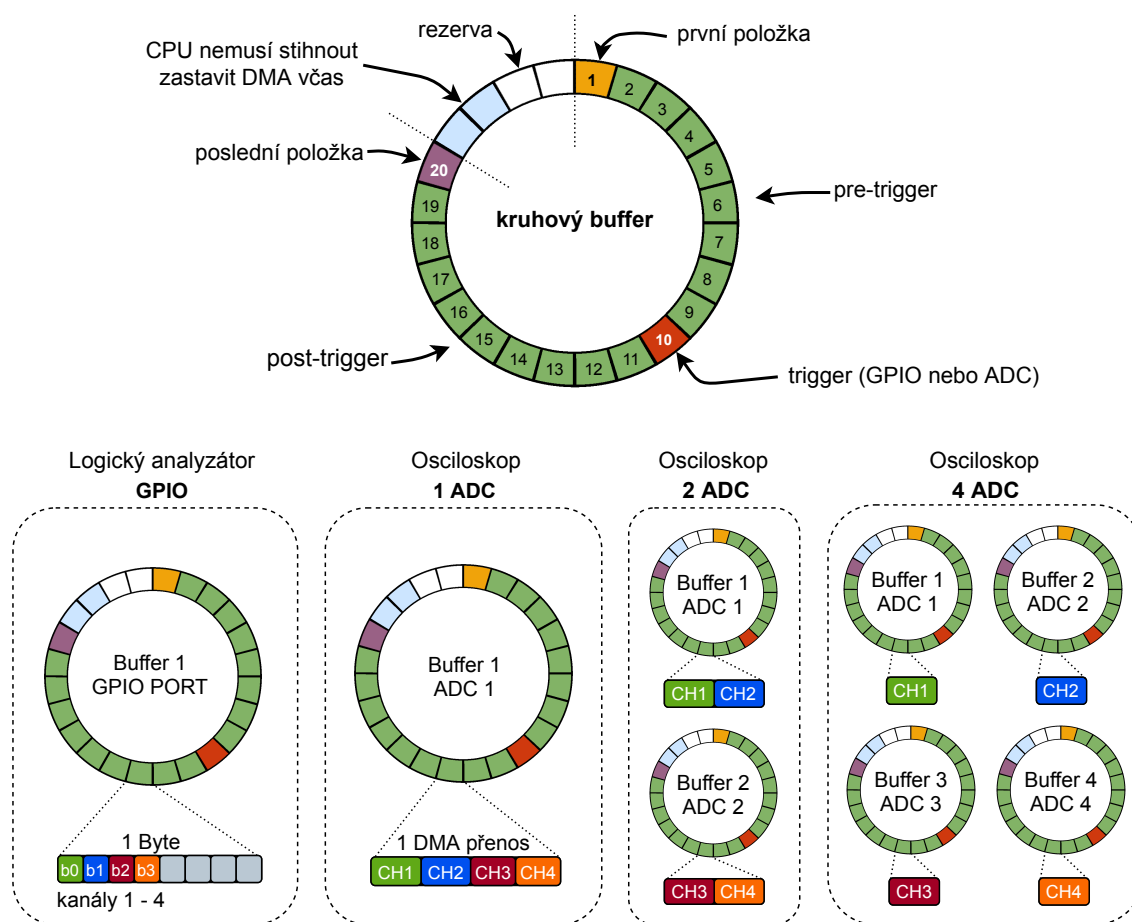 rezerva
první položka
CPU nemusí stihnout
zastavit DMA včas
poslední položka
1
2
3
4
5
6
7
8
9
10
11
12
13
14
15
16
17
18
19
20
kruhový buffer
pre-trigger
post-trigger
trigger (GPIO nebo ADC)
Logický analyzátor
GPIO
Buffer 1
GPIO PORT
1 Byte
b0 b1 b2 b3
kanály 1 - 4
Osciloskop
1 ADC
Buffer 1
ADC 1
1 DMA přenos
CH1 CH2 CH3 CH4
Osciloskop
2 ADC
Buffer 1
ADC 1
CH1 CH2
Buffer 2
ADC 2
CH3 CH4
Osciloskop
4 ADC
Buffer 1
ADC 1
CH1
Buffer 2
ADC 2
CH2
Buffer 3
ADC 3
CH3
Buffer 4
ADC 4
CH4